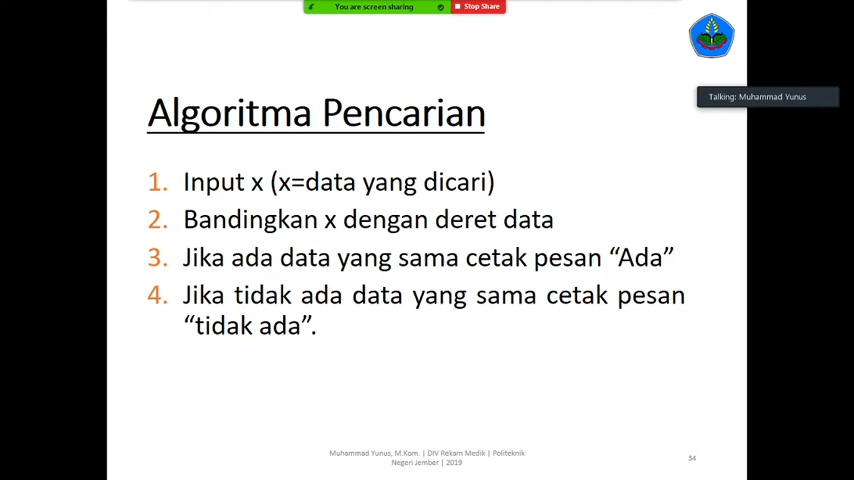 You are screen sharing
Stop Share
Talking: Muhammad Yunus
Algoritma Pencarian
1. Input x (x=data yang dicari)
2. Bandingkan x dengan deret data
3. Jika ada data yang sama cetak pesan “Ada”
4. Jika tidak ada data yang sama cetak pesan
“tidak ada”.
Muhammad Yunus, M.Kom. | DIV Rekam Medik | Politeknik
Negeri Jember | 2019
34